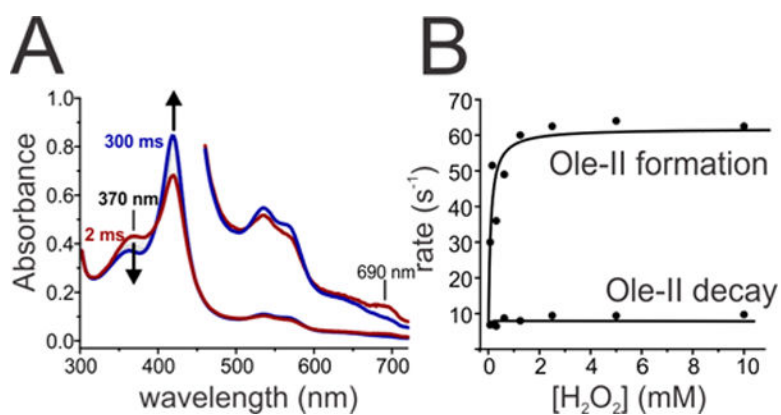 A
1.0
0.8
0.6
0.4
0.2
0.0
300 ms
370 nm
2 ms
690 nm
Absorbance
300 400 500 600 700
wavelength (nm)
B
70
60
50
40
30
20
10
Ole-II formation
Ole-II decay
rate (s⁻¹)
0 2 4 6 8 10
[H₂O₂] (mM)